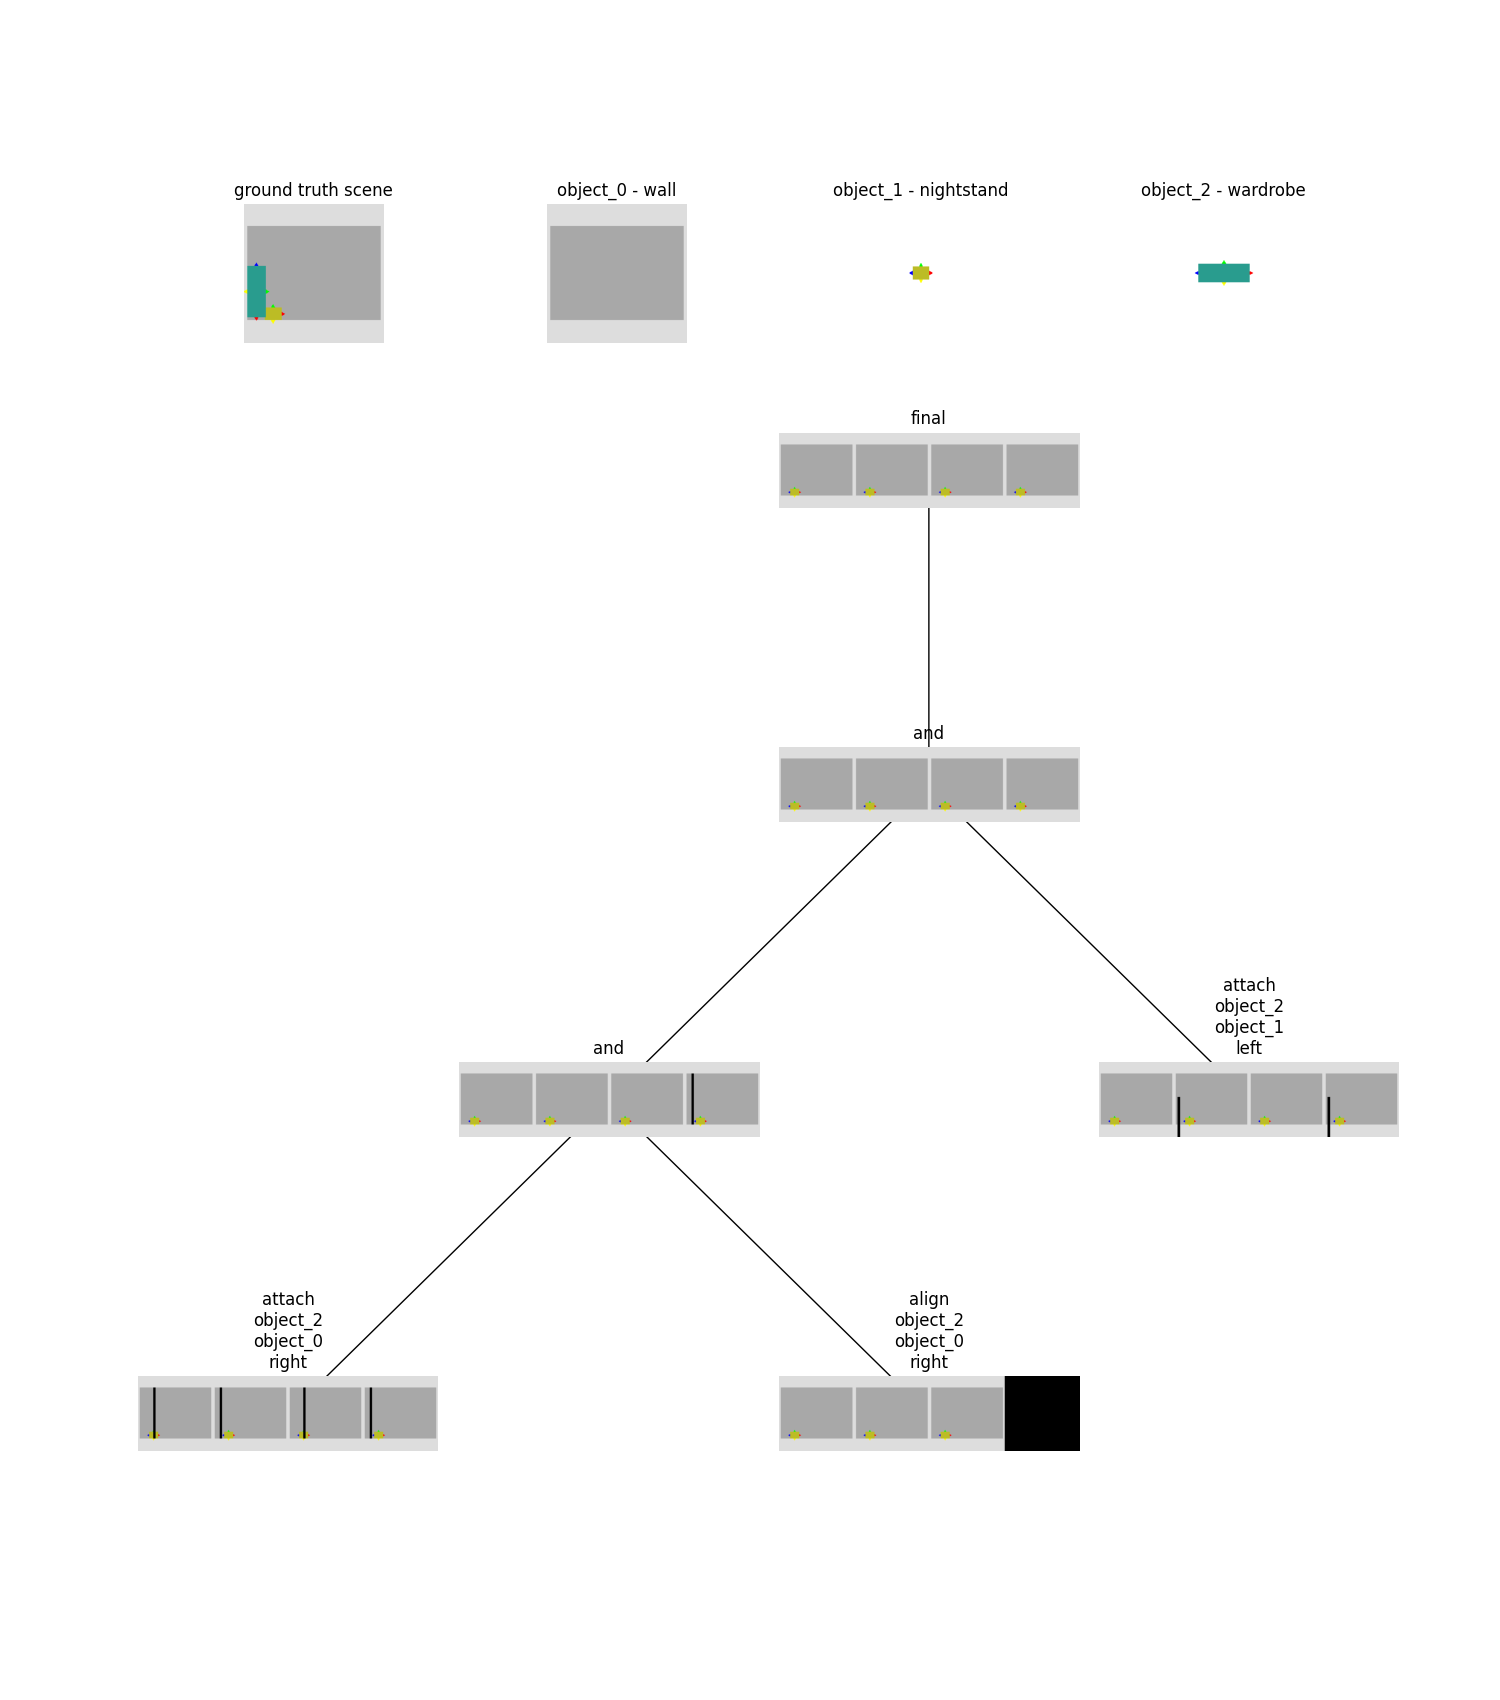 ground truth scene
object_0 - wall
object_1 - nightstand
object_2 - wardrobe
final
and
and
attach
object_2
object_1
left
attach
object_2
object_0
right
align
object_2
object_0
right